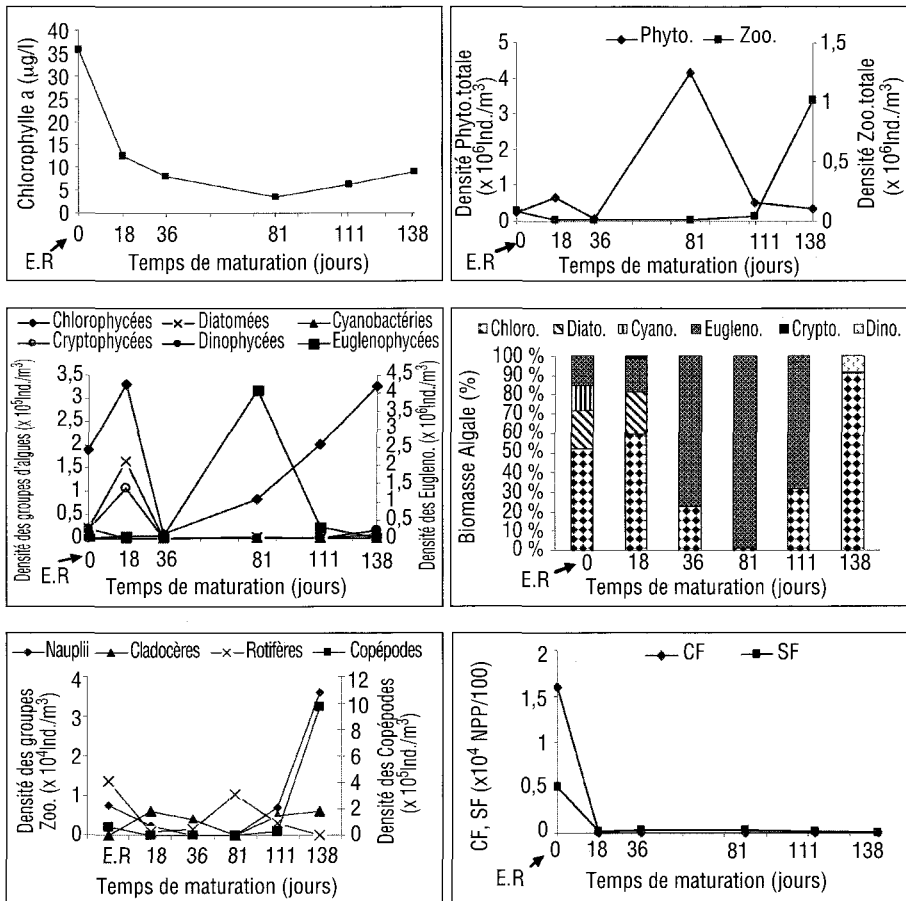 Chlorophylle a (µg/l)
40
35
30
25
20
15
10
5
0
0 18 36 81 111 138
E.R
Temps de maturation (jours)
Phyto. Zoo.
Densité Phyto.totale
(x 10⁶Ind./m³)
5
4
3
2
1
0
1,5
1
0,5
0
Densité Zoo.totale
(x 10⁶Ind./m³)
0 18 36 81 111 138
E.R
Temps de maturation (jours)
Chlorophycées Diatomées Cyanobactéries
Cryptophycées Dinophycées Euglenophycées
Densité des groupes d'algues (x 10⁵Ind./m³)
3,5
3
2,5
2
1,5
1
0,5
0
4,5
4
3,5
3
2,5
2
1,5
1
0,5
0
Densité des Eugleno. (x 10⁶Ind./m³)
0 18 36 81 111 138
E.R
Temps de maturation (jours)
Chloro. Diato. Cyano. Eugleno. Crypto. Dino.
Biomasse Algale (%)
100 %
90 %
80 %
70 %
60 %
50 %
40 %
30 %
20 %
10 %
0 %
0 18 36 81 111 138
E.R
Temps de maturation (jours)
Nauplii Cladocères Rotifères Copépodes
Densité des groupes
Zoo. (x 10⁴Ind./m³)
4
3
2
1
0
12
10
8
6
4
2
0
Densité des Copépodes
(x 10⁵Ind./m³)
E.R 18 36 81 111 138
Temps de maturation (jours)
CF SF
CF, SF (x10⁴ NPP/100)
2
1,5
1
0,5
0
0 18 36 81 111 138
E.R
Temps de maturation (jours)